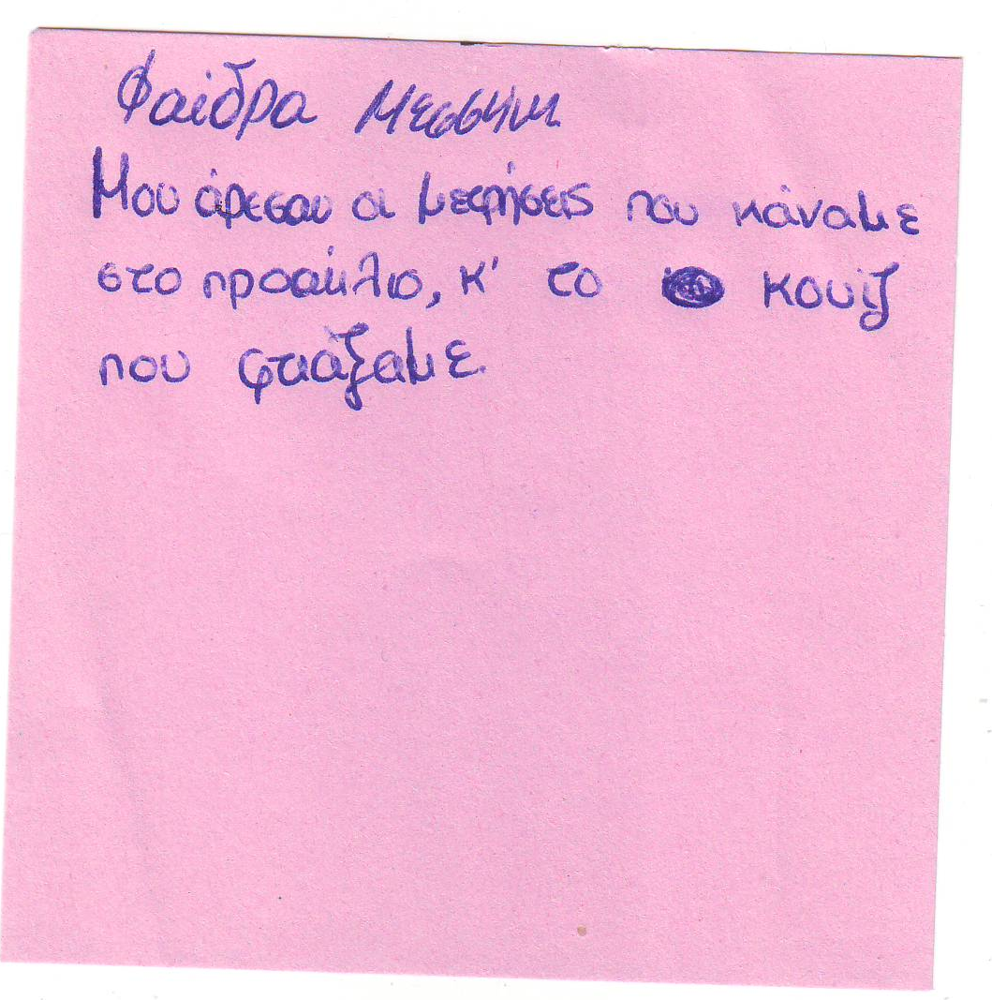 Φαίδρα
Μου άρεσαν οι μετρήσεις που κάναμε
στο προαύλιο, κ' το κουίζ
που φτιάξαμε.